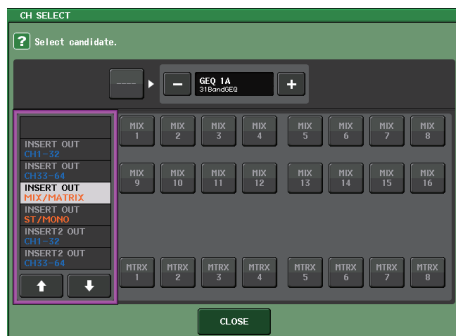 CH SELECT
? Select candidate.
----
− GEQ 1A +
31BandGEQ
INSERT OUT
CH1-32
INSERT OUT
CH33-64
INSERT OUT
MIX/MATRIX
INSERT OUT
ST/MONO
INSERT2 OUT
CH1-32
INSERT2 OUT
CH33-64
MIX 1 MIX 2 MIX 3 MIX 4 MIX 5 MIX 6 MIX 7 MIX 8
MIX 9 MIX 10 MIX 11 MIX 12 MIX 13 MIX 14 MIX 15 MIX 16
MTRX 1 MTRX 2 MTRX 3 MTRX 4 MTRX 5 MTRX 6 MTRX 7 MTRX 8
CLOSE